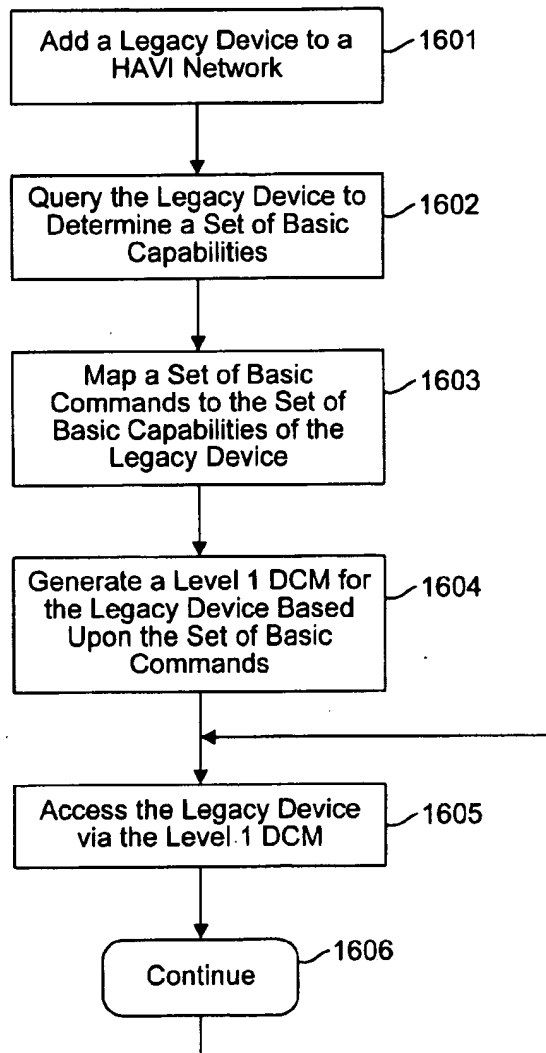 Add a Legacy Device to a
HAVI Network
1601
Query the Legacy Device to
Determine a Set of Basic
Capabilities
1602
Map a Set of Basic
Commands to the Set of
Basic Capabilities of the
Legacy Device
1603
Generate a Level 1 DCM for
the Legacy Device Based
Upon the Set of Basic
Commands
1604
Access the Legacy Device
via the Level 1 DCM
1605
Continue
1606